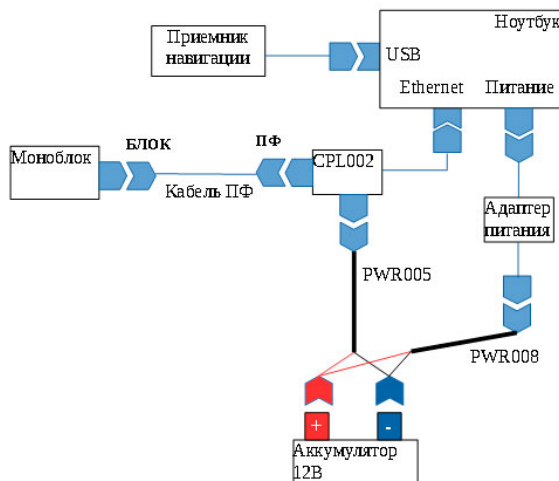 Ноутбук
Приемник
навигации
USB
Ethernet
Питание
БЛОК
ПФ
Моноблок
CPL002
Кабель ПФ
Адаптер
питания
PWR005
PWR008
+
-
Аккумулятор
12В